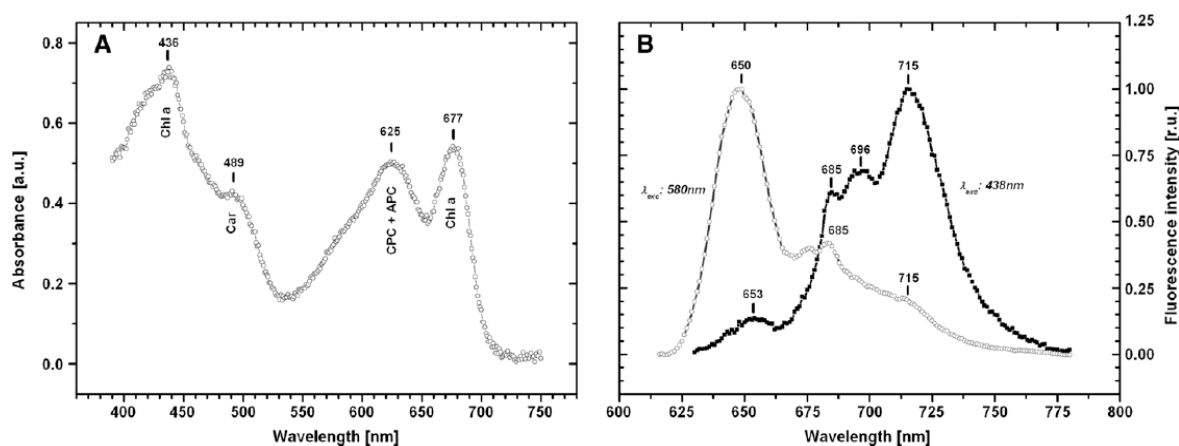 A
436
Chl a
489
Car
625
CPC + APC
677
Chl a
Absorbance [a.u.]
0.8
0.6
0.4
0.2
0.0
400 450 500 550 600 650 700 750
Wavelength [nm]
B
650
715
685
696
λexc: 580nm
λexc: 438nm
685
715
653
1.25
1.00
0.75
0.50
0.25
0.00
Fluorescence intensity [r.u.]
600 625 650 675 700 725 750 775 800
Wavelength [nm]